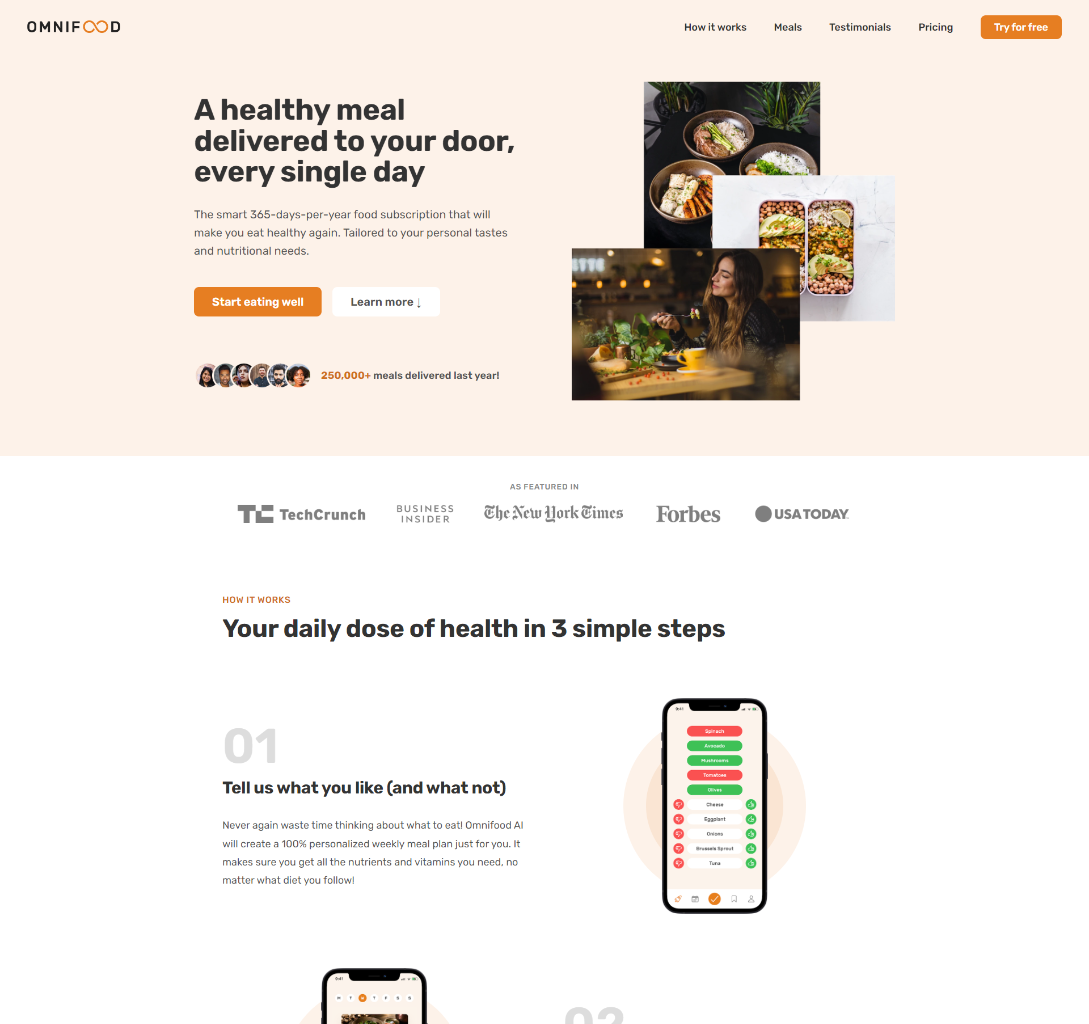 OMNIFOOD
How it works
Meals
Testimonials
Pricing
Try for free
A healthy meal
delivered to your door,
every single day
The smart 365-days-per-year food subscription that will
make you eat healthy again. Tailored to your personal tastes
and nutritional needs.
Start eating well
Learn more ↓
250,000+ meals delivered last year!
AS FEATURED IN
TechCrunch
BUSINESS
INSIDER
The New York Times
Forbes
USA TODAY
HOW IT WORKS
Your daily dose of health in 3 simple steps
01
Tell us what you like (and what not)
Never again waste time thinking about what to eat! Omnifood AI
will create a 100% personalized weekly meal plan just for you. It
makes sure you get all the nutrients and vitamins you need, no
matter what diet you follow!
9:41
Spinach
Avocado
Mushrooms
Tomatoes
Olives
Cheese
Eggplant
Onions
Brussels Sprout
Tuna
9:41
02